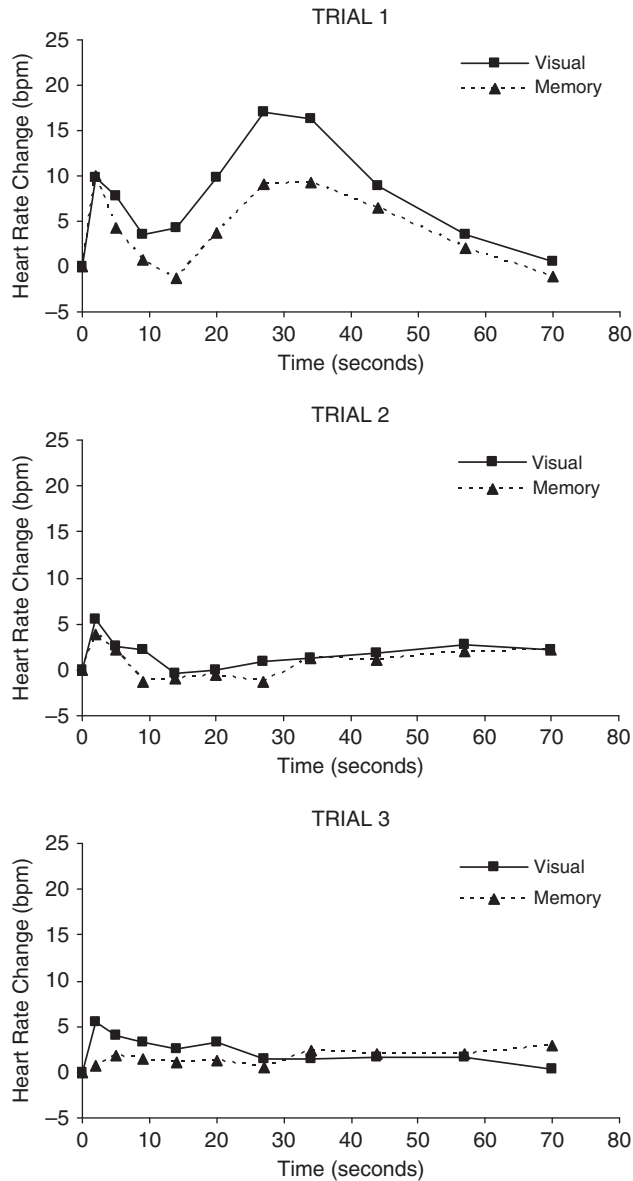 TRIAL 1
25
20
15
10
5
0
–5
Heart Rate Change (bpm)
Visual
Memory
0 10 20 30 40 50 60 70 80
Time (seconds)
TRIAL 2
25
20
15
10
5
0
–5
Heart Rate Change (bpm)
Visual
Memory
0 10 20 30 40 50 60 70 80
Time (seconds)
TRIAL 3
25
20
15
10
5
0
–5
Heart Rate Change (bpm)
Visual
Memory
0 10 20 30 40 50 60 70 80
Time (seconds)